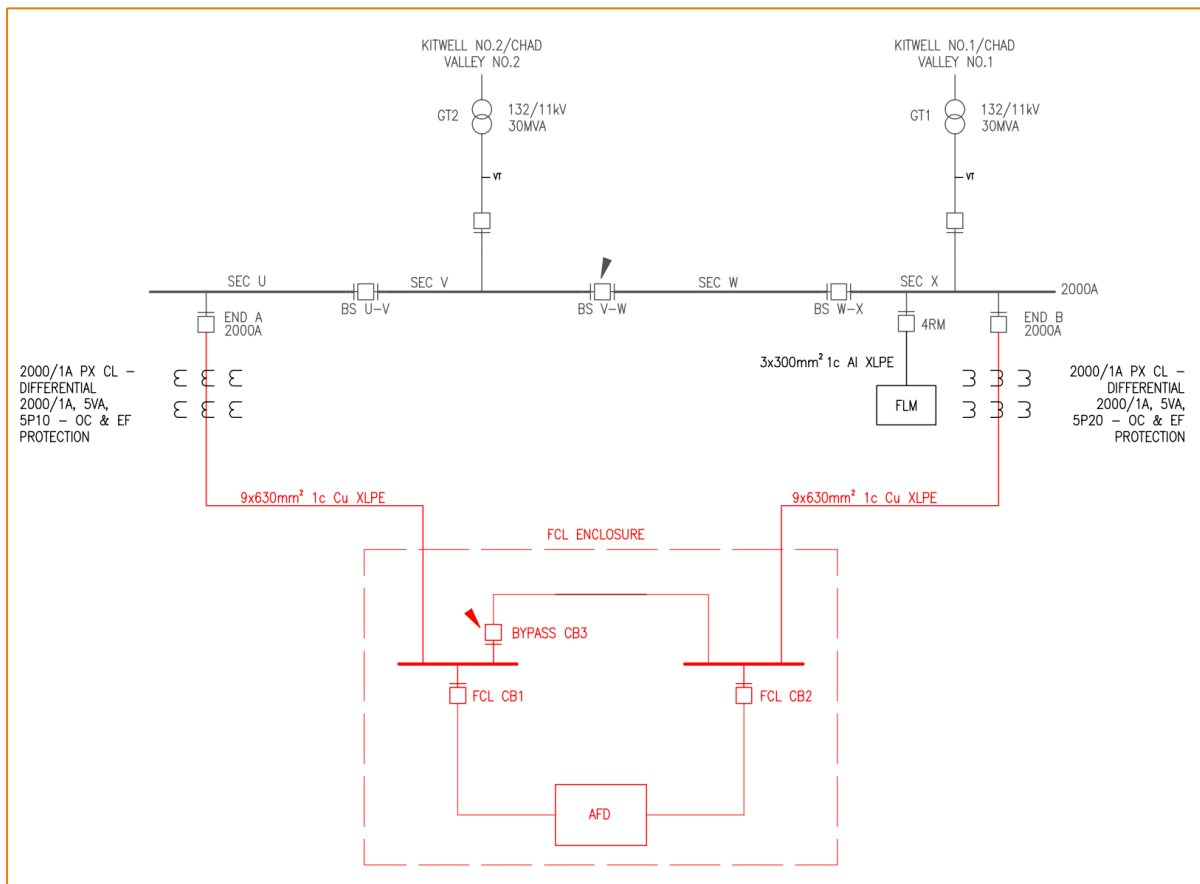 KITWELL NO.2/CHAD
VALLEY NO.2
KITWELL NO.1/CHAD
VALLEY NO.1
GT2
132/11kV
30MVA
GT1
132/11kV
30MVA
VT
VT
SEC U
SEC V
SEC W
SEC X
2000A
BS U-V
BS V-W
BS W-X
END A
2000A
4RM
END B
2000A
3x300mm² 1c Al XLPE
FLM
2000/1A PX CL –
DIFFERENTIAL
2000/1A, 5VA,
5P10 – OC & EF
PROTECTION
2000/1A PX CL –
DIFFERENTIAL
2000/1A, 5VA,
5P20 – OC & EF
PROTECTION
9x630mm² 1c Cu XLPE
9x630mm² 1c Cu XLPE
FCL ENCLOSURE
BYPASS CB3
FCL CB1
FCL CB2
AFD